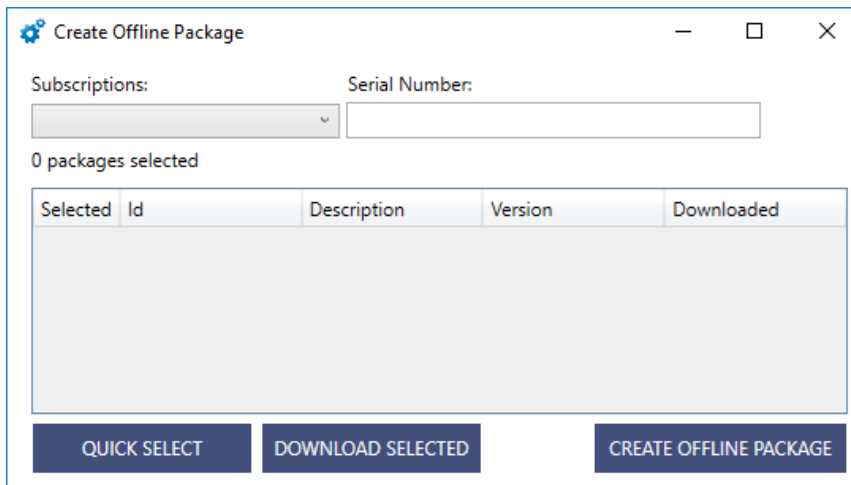 Create Offline Package
Subscriptions: Serial Number:
0 packages selected
Selected Id Description Version Downloaded
QUICK SELECT DOWNLOAD SELECTED CREATE OFFLINE PACKAGE